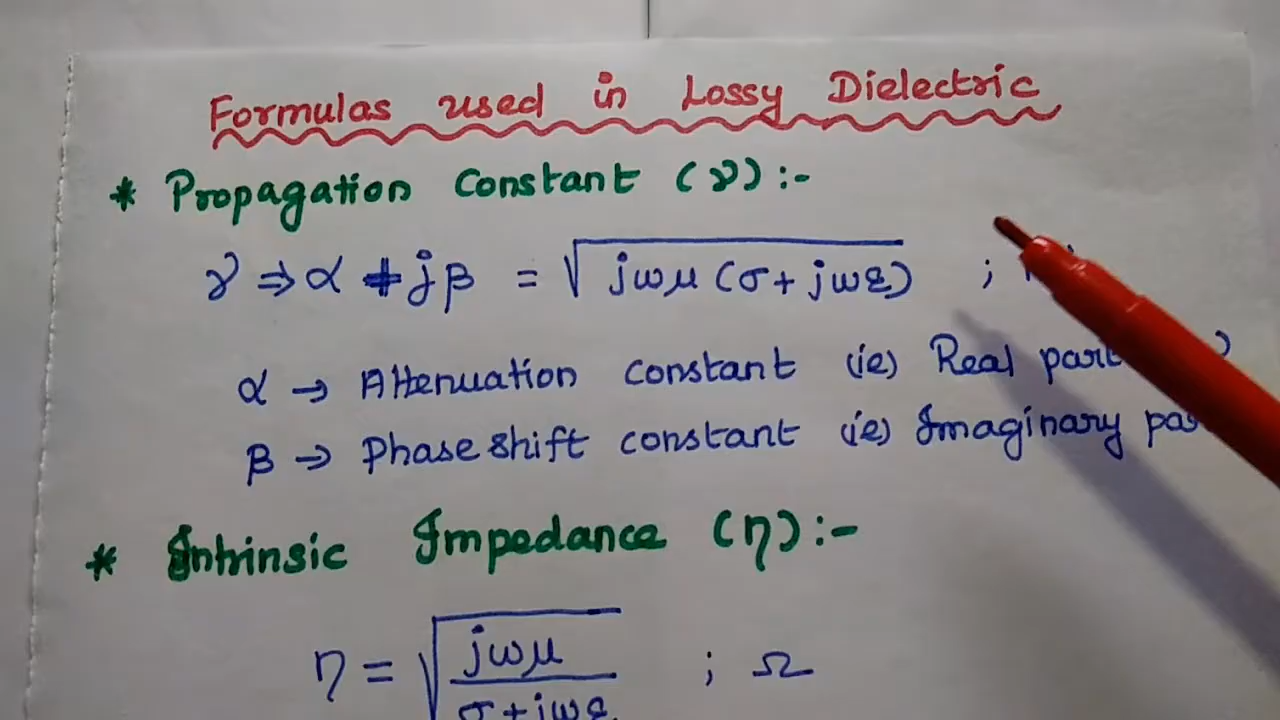 Formulas used in Lossy Dielectric
* Propagation Constant (γ):-
γ ⇒ α + jβ = √jωμ(σ+jωε) ;
α → Attenuation constant (ie) Real part
β → Phase shift constant (ie) Imaginary
* Intrinsic Impedance (η):-
η = √jωμ/σ+jωε ; Ω